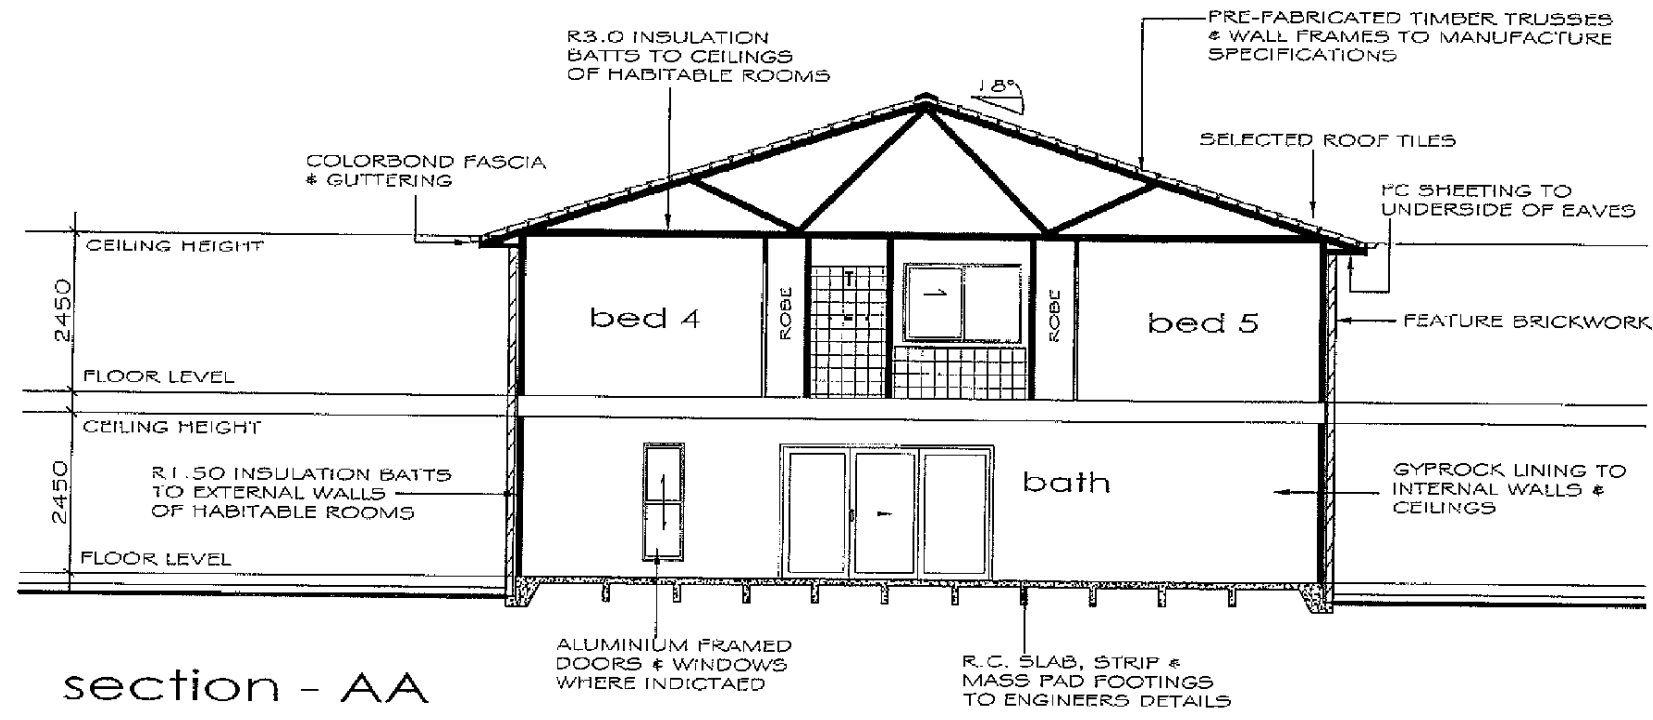 R3.0 INSULATION
BATTS TO CEILINGS
OF HABITABLE ROOMS
PRE-FABRICATED TIMBER TRUSSES
& WALL FRAMES TO MANUFACTURE
SPECIFICATIONS
18°
SELECTED ROOF TILES
COLORBOND FASCIA
& GUTTERING
FC SHEETING TO
UNDERSIDE OF EAVES
CEILING HEIGHT
2450
bed 4
ROBE
ROBE
bed 5
FEATURE BRICKWORK
FLOOR LEVEL
CEILING HEIGHT
2450
R1.50 INSULATION BATTS
TO EXTERNAL WALLS
OF HABITABLE ROOMS
bath
GYPROCK LINING TO
INTERNAL WALLS &
CEILINGS
FLOOR LEVEL
ALUMINIUM FRAMED
DOORS & WINDOWS
WHERE INDICTAED
R.C. SLAB, STRIP &
MASS PAD FOOTINGS
TO ENGINEERS DETAILS
section - AA